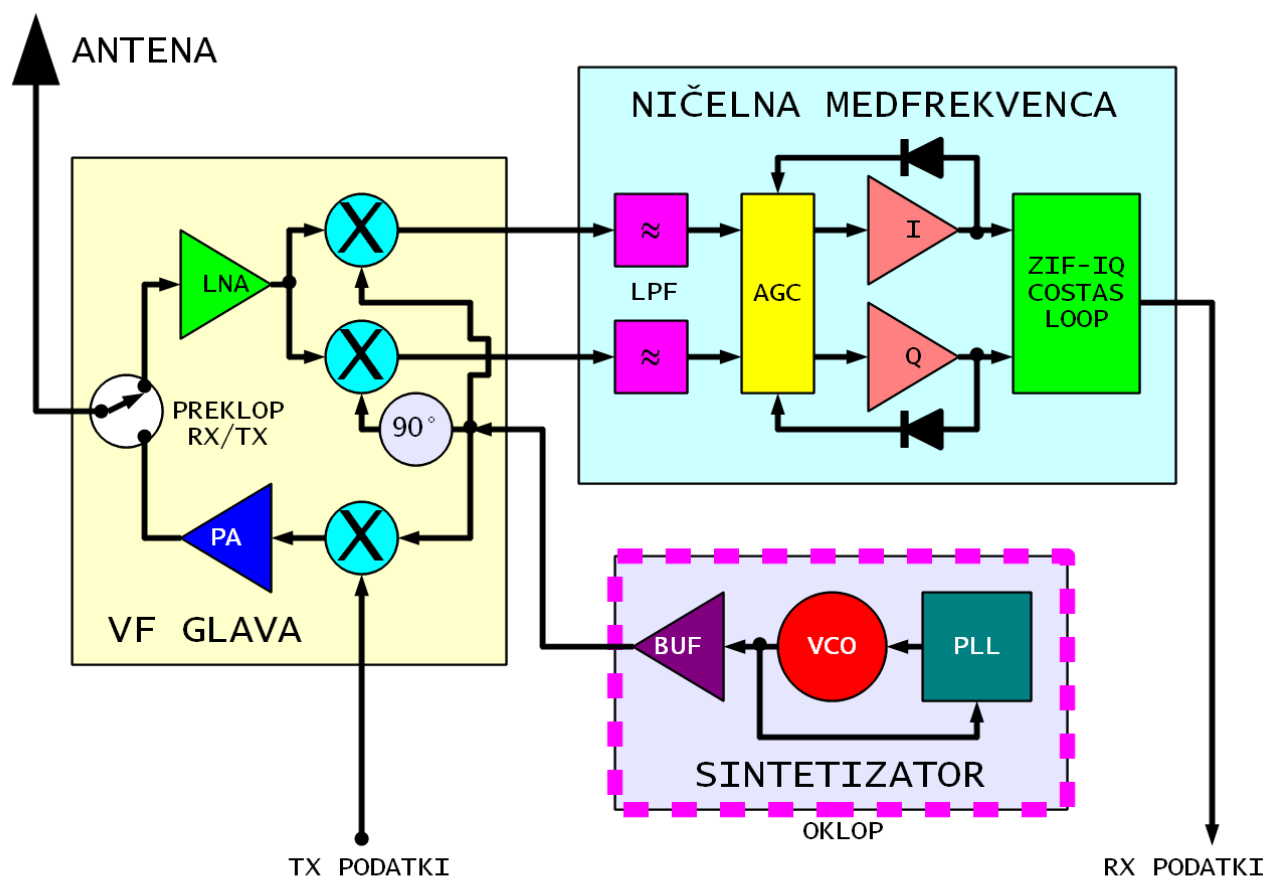 ANTENA
NIČELNA MEDFREKVENCA
X
LNA
≈
LPF
AGC
I
ZIF-IQ
COSTAS
LOOP
X
≈
Q
PREKLOP
RX/TX
90°
PA
X
VF GLAVA
BUF
VCO
PLL
SINTETIZATOR
OKLOP
TX PODATKI
RX PODATKI